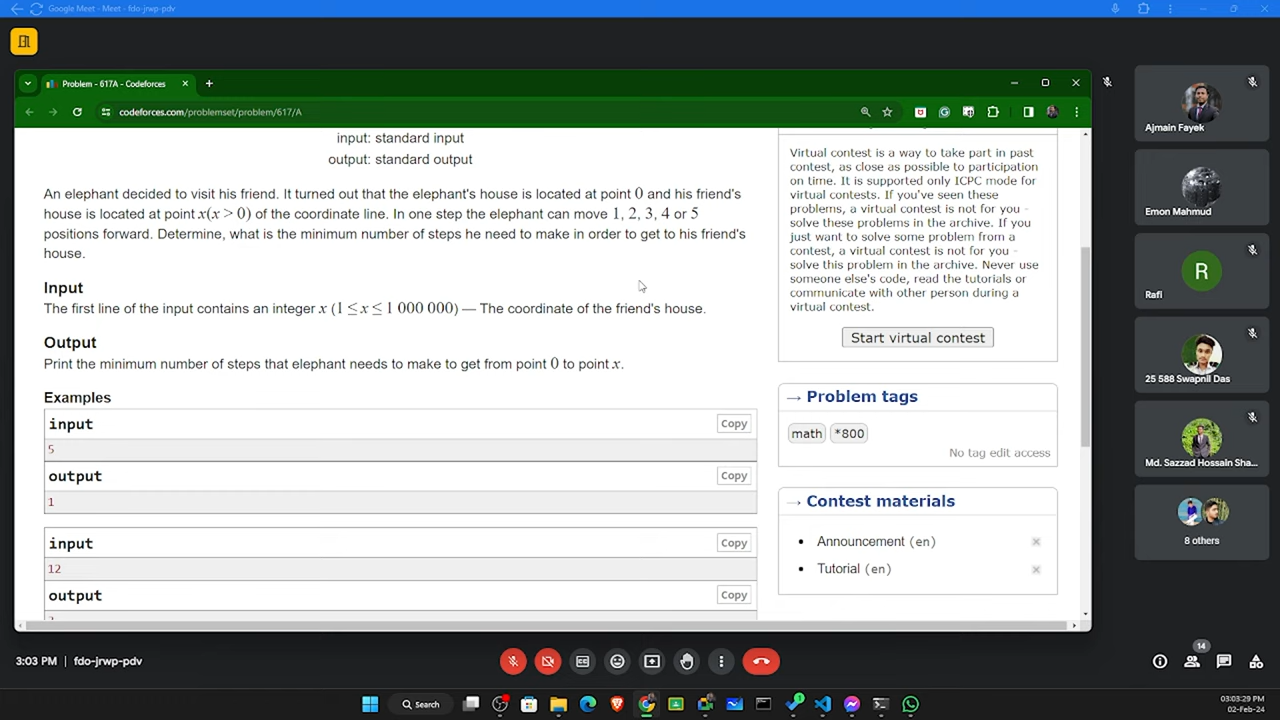 Google Meet - Meet - fdo-jrwp-pdv
Problem - 617A - Codeforces
codeforces.com/problemset/problem/617/A
input: standard input
output: standard output
An elephant decided to visit his friend. It turned out that the elephant's house is located at point 0 and his friend's
house is located at point x(x > 0) of the coordinate line. In one step the elephant can move 1, 2, 3, 4 or 5
positions forward. Determine, what is the minimum number of steps he need to make in order to get to his friend's
house.
Input
The first line of the input contains an integer x (1 ≤ x ≤ 1 000 000) — The coordinate of the friend's house.
Output
Print the minimum number of steps that elephant needs to make to get from point 0 to point x.
Examples
input
Copy
5
output
Copy
1
input
Copy
12
output
Copy
Virtual contest is a way to take part in past
contest, as close as possible to participation
on time. It is supported only ICPC mode for
virtual contests. If you've seen these
problems, a virtual contest is not for you -
solve these problems in the archive. If you
just want to solve some problem from a
contest, a virtual contest is not for you -
solve this problem in the archive. Never use
someone else's code, read the tutorials or
communicate with other person during a
virtual contest.
Start virtual contest
→ Problem tags
math *800
No tag edit access
→ Contest materials
Announcement (en)
Tutorial (en)
Ajmain Fayek
Emon Mahmud
R
Rafi
25 588 Swapnil Das
Md. Sazzad Hossain Sha...
8 others
3:03 PM | fdo-jrwp-pdv
14
Search
1
03:03:29 PM
02-Feb-24